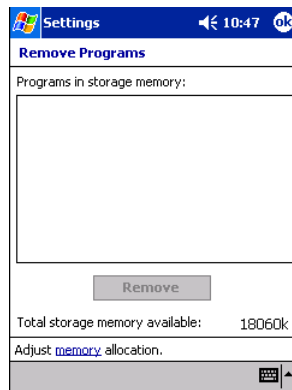 Settings 10:47 ok
Remove Programs
Programs in storage memory:
Remove
Total storage memory available: 18060k
Adjust memory allocation.